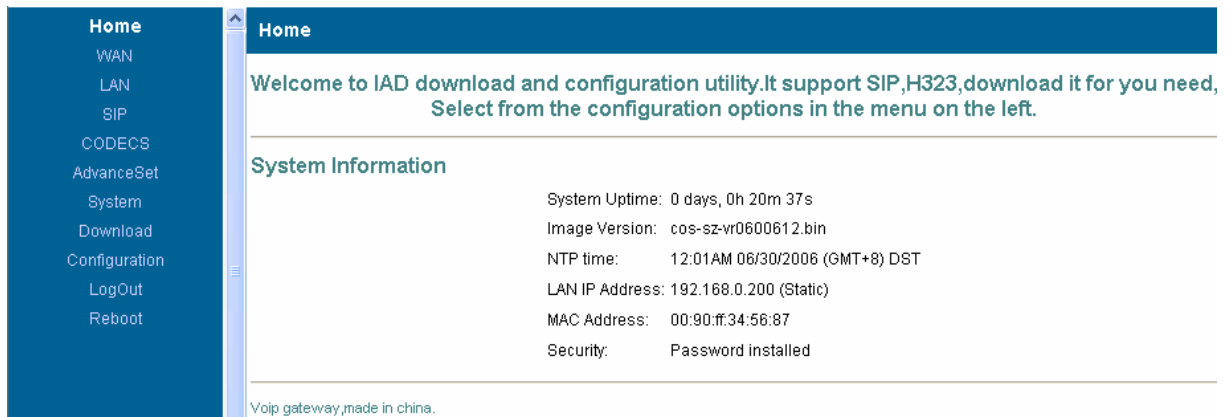 Home
WAN
LAN
SIP
CODECS
AdvanceSet
System
Download
Configuration
LogOut
Reboot
Home
Welcome to IAD download and configuration utility.It support SIP,H323,download it for you need,
Select from the configuration options in the menu on the left.
System Information
System Uptime: 0 days, 0h 20m 37s
Image Version: cos-sz-vr0600612.bin
NTP time: 12:01AM 06/30/2006 (GMT+8) DST
LAN IP Address: 192.168.0.200 (Static)
MAC Address: 00:90:ff:34:56:87
Security: Password installed
Voip gateway,made in china.